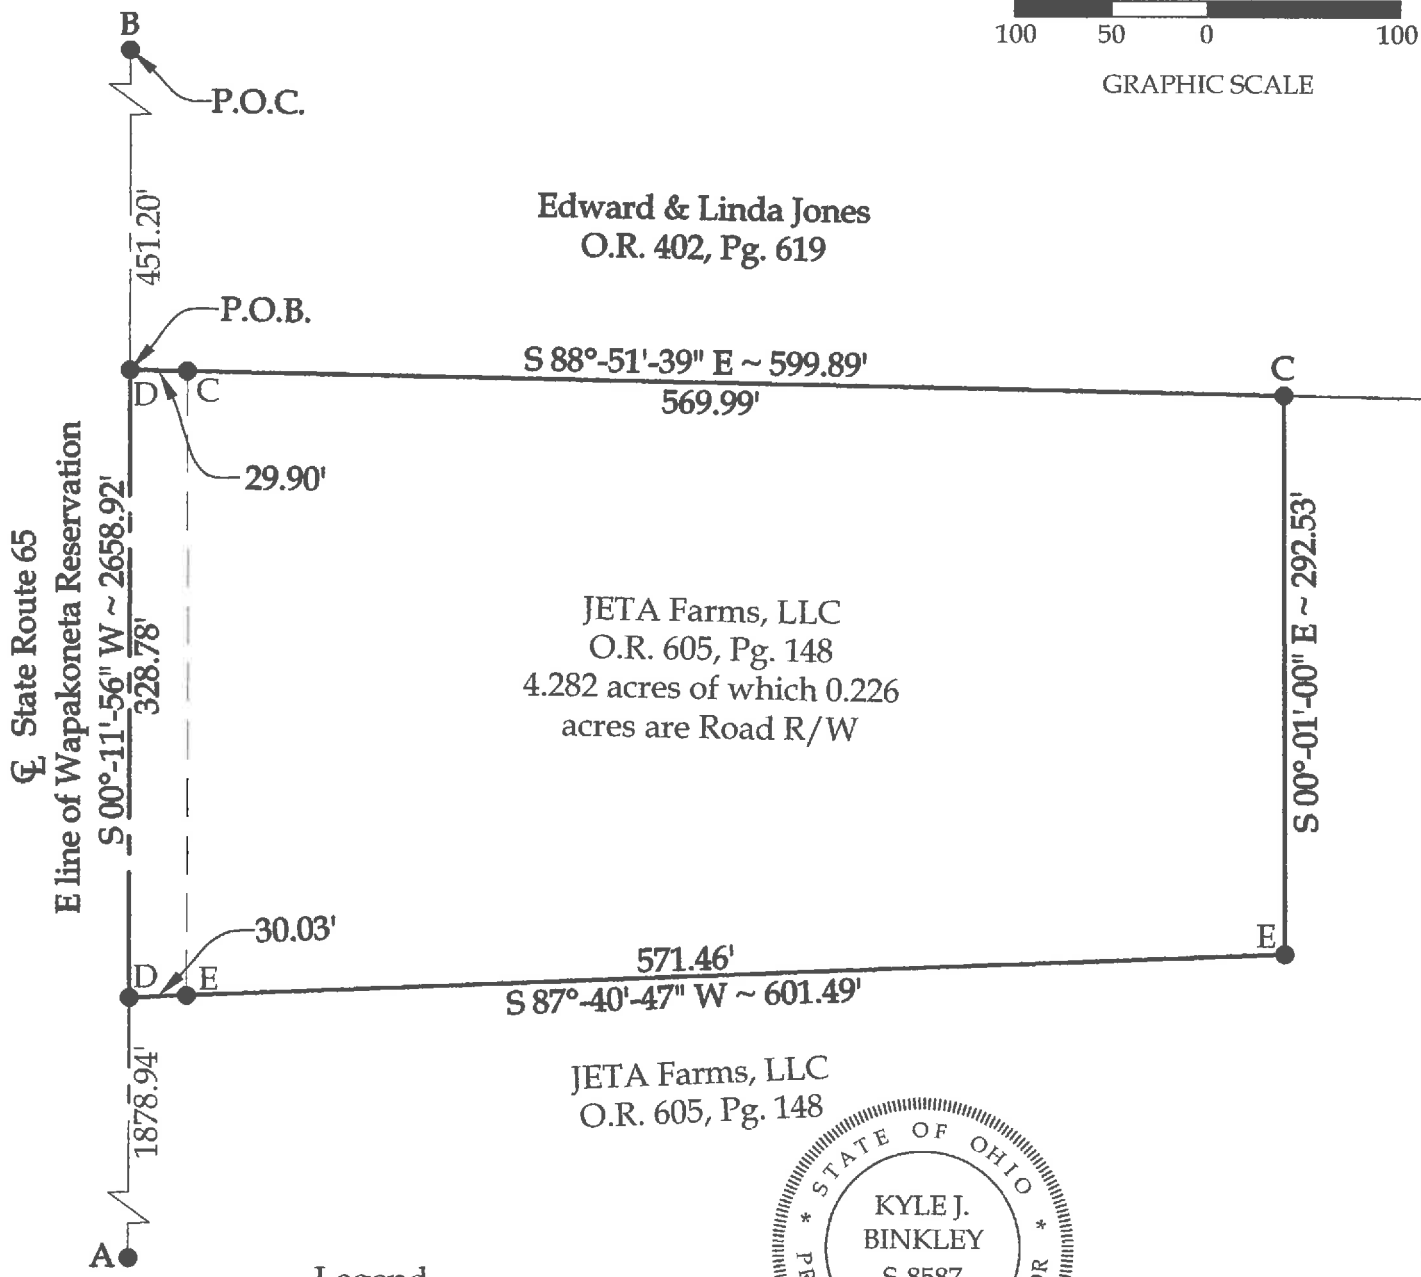 B
100 50 0 100
GRAPHIC SCALE
P.O.C.
451.20'
Edward & Linda Jones
O.R. 402, Pg. 619
P.O.B.
S 88°-51'-39" E ~ 599.89'
569.99'
C
D
C
29.90'
℄ State Route 65
E line of Wapakoneta Reservation
S 00°-11'-56" W ~ 2658.92'
328.78'
JETA Farms, LLC
O.R. 605, Pg. 148
4.282 acres of which 0.226
acres are Road R/W
S 00°-01'-00" E ~ 292.53'
30.03'
D
E
571.46'
S 87°-40'-47" W ~ 601.49'
E
1878.94'
JETA Farms, LLC
O.R. 605, Pg. 148
* STATE OF OHIO *
KYLE J.
BINKLEY
S-8587
A
Legend